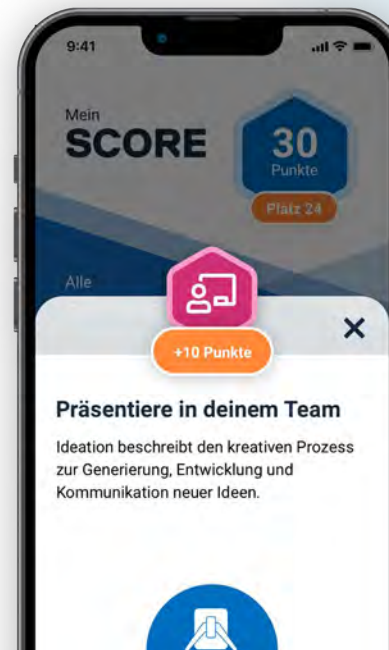 9:41
Mein
SCORE
30
Punkte
Platz 24
Alle
+10 Punkte
Präsentiere in deinem Team
Ideation beschreibt den kreativen Prozess
zur Generierung, Entwicklung und
Kommunikation neuer Ideen.